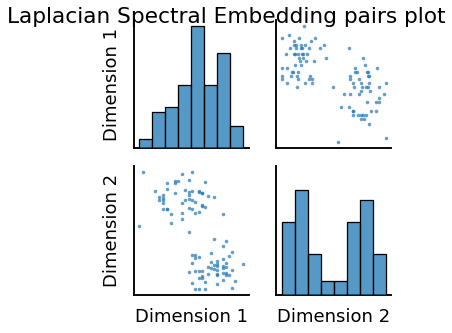 Laplacian Spectral Embedding pairs plot
Dimension 1
Dimension 2
Dimension 1
Dimension 2